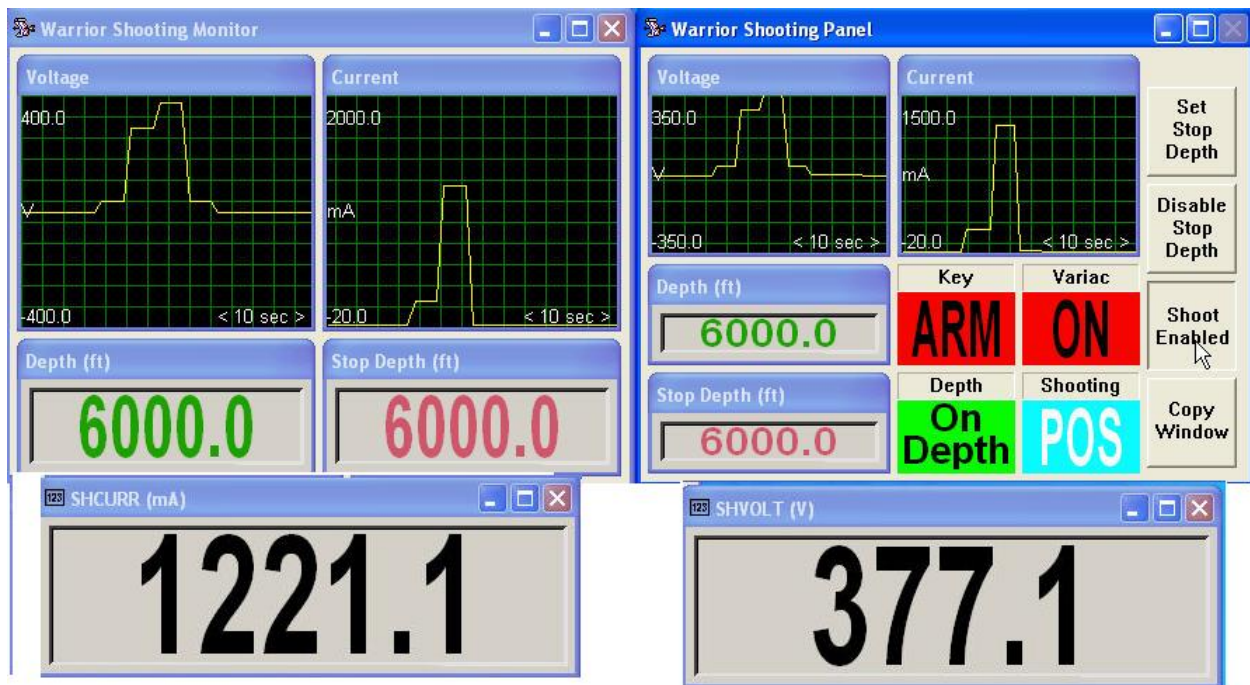 Warrior Shooting Monitor
Voltage
400.0
V
-400.0
< 10 sec >
Current
2000.0
mA
-20.0
< 10 sec >
Depth (ft)
6000.0
Stop Depth (ft)
6000.0
Warrior Shooting Panel
Voltage
350.0
V
-350.0
< 10 sec >
Current
1500.0
mA
-20.0
< 10 sec >
Set
Stop
Depth
Disable
Stop
Depth
Depth (ft)
6000.0
Key
ARM
Variac
ON
Shoot
Enabled
Stop Depth (ft)
6000.0
Depth
On
Depth
Shooting
POS
Copy
Window
123 SHCURR (mA)
1221.1
123 SHVOLT (V)
377.1